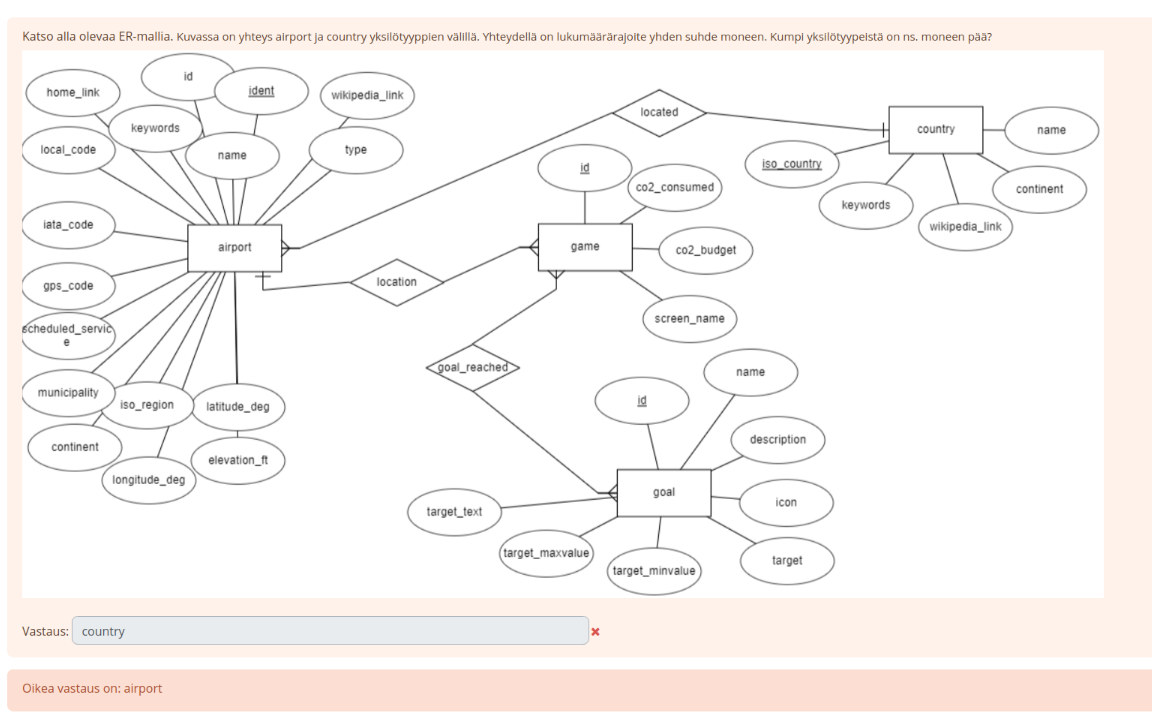 Katso alla olevaa ER-mallia. Kuvassa on yhteys airport ja country yksilötyyppien välillä. Yhteydellä on lukumäärärajoite yhden suhde moneen. Kumpi yksilötyypeistä on ns. moneen pää?
id
home_link
ident
wikipedia_link
keywords
local_code
name
type
located
country
name
iso_country
continent
keywords
wikipedia_link
id
co2_consumed
iata_code
airport
game
co2_budget
gps_code
location
screen_name
scheduled_servic
e
goal_reached
name
municipality
iso_region
latitude_deg
id
description
continent
elevation_ft
longitude_deg
goal
icon
target_text
target_maxvalue
target_minvalue
target
Vastaus: country
Oikea vastaus on: airport